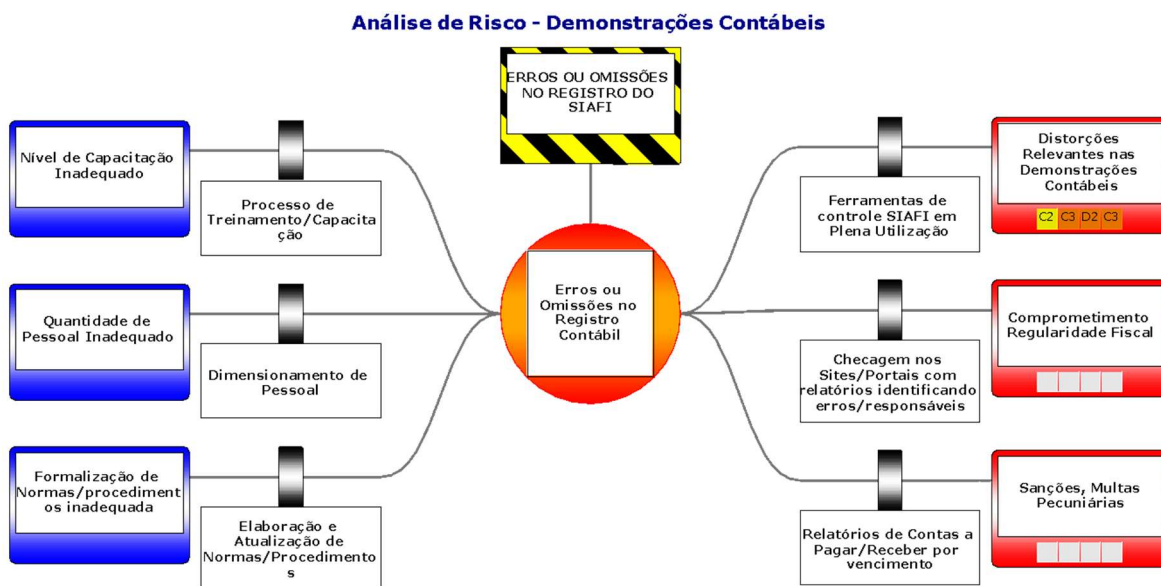 Análise de Risco - Demonstrações Contábeis
ERROS OU OMISSÕES
NO REGISTRO DO
SIAFI
Nível de Capacitação
Inadequado
Processo de
Treinamento/Capacita
ção
Quantidade de
Pessoal Inadequado
Dimensionamento de
Pessoal
Formalização de
Normas/procediment
os inadequada
Elaboração e
Atualização de
Normas/Procedimento
s
Erros ou
Omissões no
Registro
Contábil
Ferramentas de
controle SIAFI em
Plena Utilização
Distorções
Relevantes nas
Demonstrações
Contábeis
C2 C3 D2 C3
Checagem nos
Sites/Portais com
relatórios identificando
erros/responsáveis
Comprometimento
Regularidade Fiscal
Relatórios de Contas a
Pagar/Receber por
vencimento
Sanções, Multas
Pecuniárias